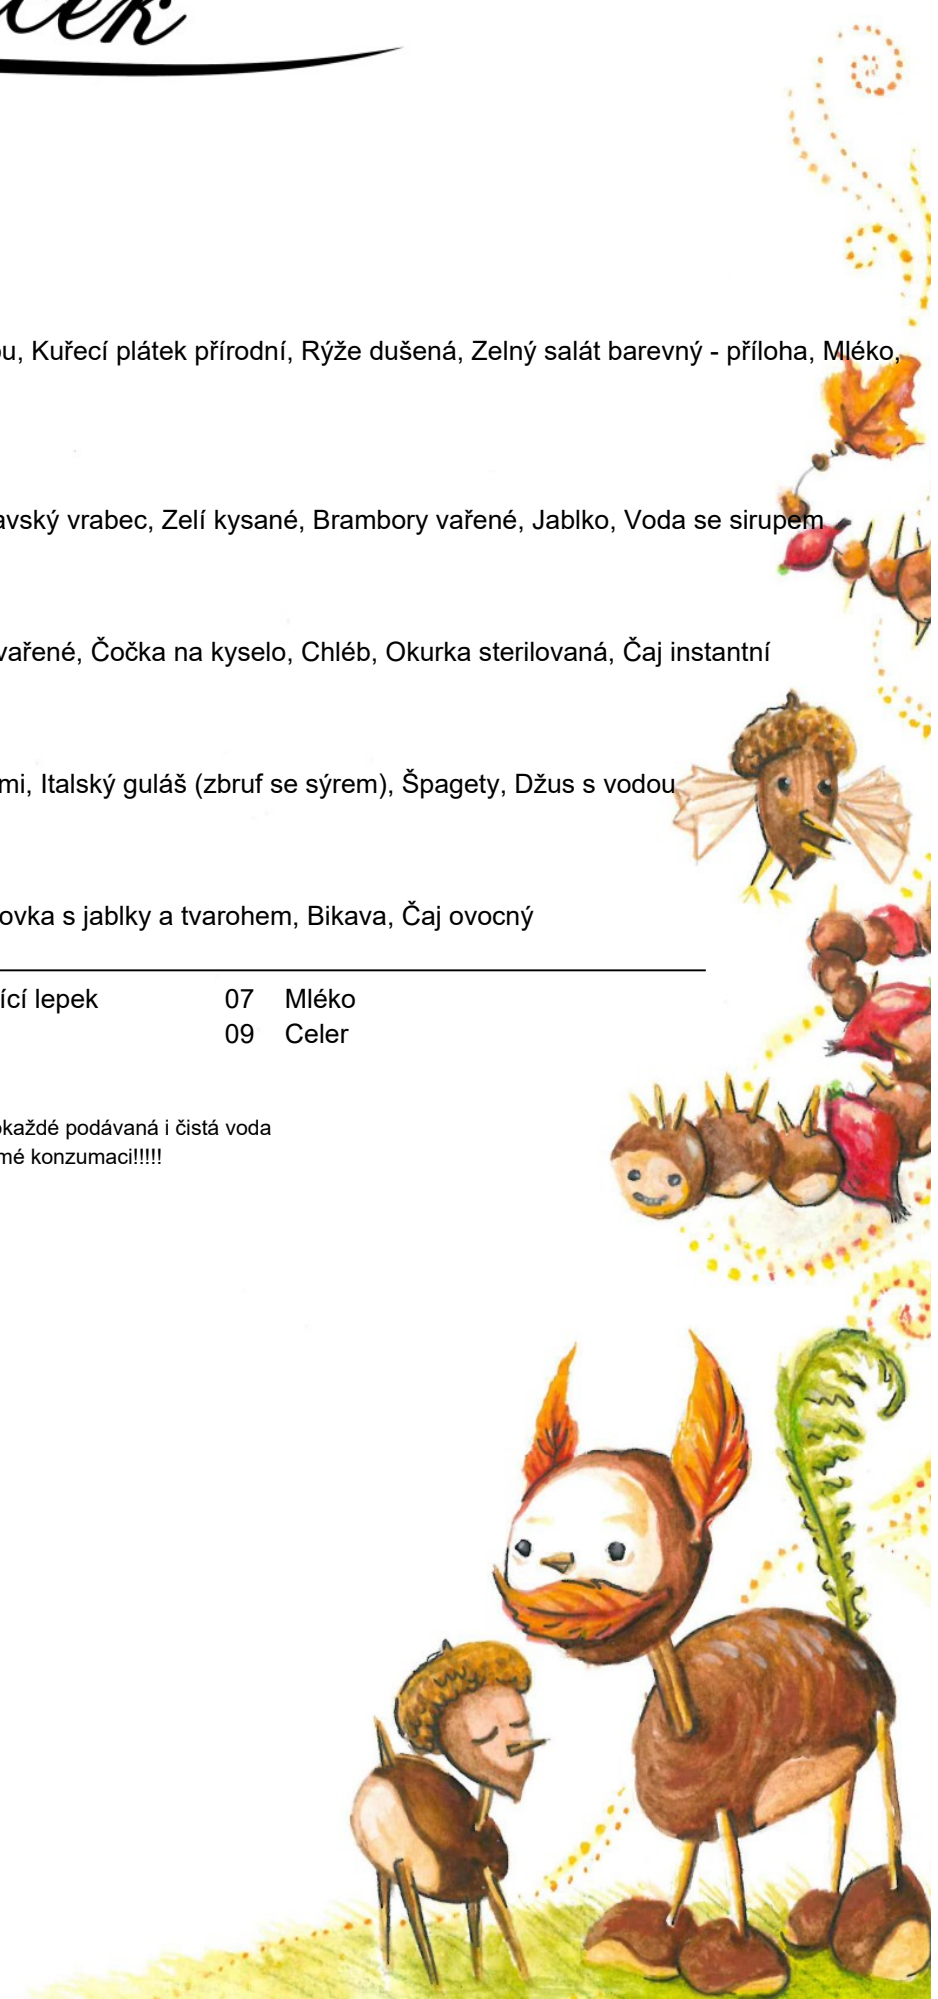 ček
ou, Kuřecí plátek přírodní, Rýže dušená, Zelný salát barevný - příloha, Mléko,
avský vrabec, Zelí kysané, Brambory vařené, Jablko, Voda se sirupem
vařené, Čočka na kyselo, Chléb, Okurka sterilovaná, Čaj instantní
mi, Italský guláš (zbruf se sýrem), Špagety, Džus s vodou
ovka s jablky a tvarohem, Bikava, Čaj ovocný
ící lepek 07 Mléko
09 Celer
okaždé podávaná i čistá voda
mé konzumaci!!!!!